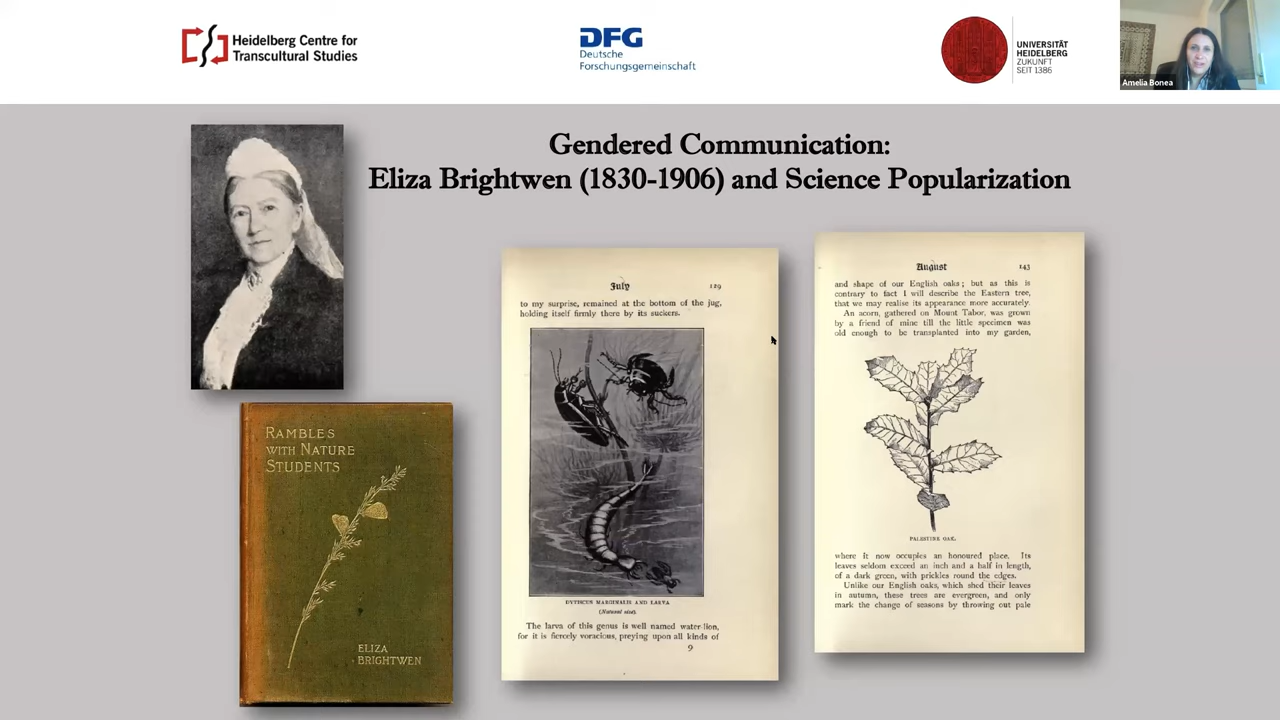 Heidelberg Centre for
Transcultural Studies
DFG
Deutsche
Forschungsgemeinschaft
UNIVERSITÄT
HEIDELBERG
ZUKUNFT
SEIT 1386
Amelia Bonea
Gendered Communication:
Eliza Brightwen (1830-1906) and Science Popularization
RAMBLES
WITH NATURE
STUDENTS
ELIZA
BRIGHTWEN
July 129
to my surprise, remained at the bottom of the jug,
holding itself firmly there by its suckers.
DYTISCUS MARGINALIS AND LARVA
(Natural size).
The larva of this genus is well named water-lion,
for it is fiercely voracious, preying upon all kinds of
9
August 143
and shape of our English oaks; but as this is
contrary to fact I will describe the Eastern tree,
that we may realise its appearance more accurately.
An acorn, gathered on Mount Tabor, was grown
by a friend of mine till the little specimen was
old enough to be transplanted into my garden,
PALESTINE OAK.
where it now occupies an honoured place. Its
leaves seldom exceed an inch and a half in length,
of a dark green, with prickles round the edges.
Unlike our English oaks, which shed their leaves
in autumn, these trees are evergreen, and only
mark the change of seasons by throwing out pale